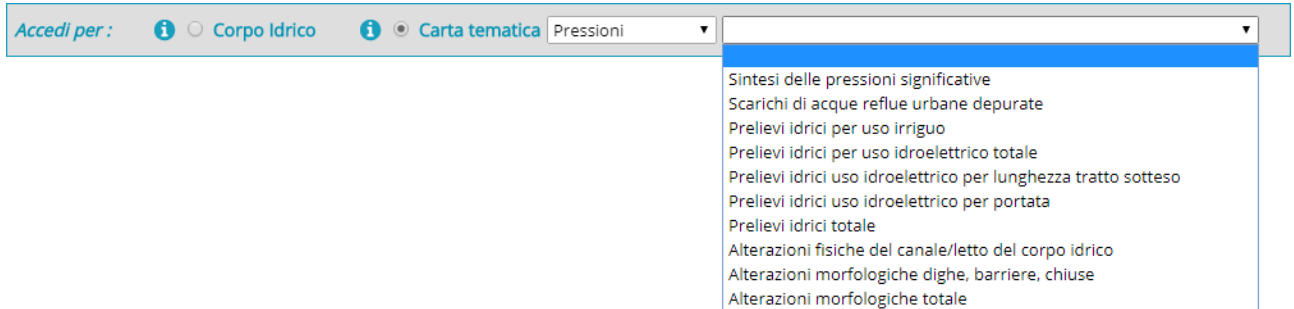 Accedi per : Corpo Idrico Carta tematica Pressioni
Sintesi delle pressioni significative
Scarichi di acque reflue urbane depurate
Prelievi idrici per uso irriguo
Prelievi idrici per uso idroelettrico totale
Prelievi idrici uso idroelettrico per lunghezza tratto sotteso
Prelievi idrici uso idroelettrico per portata
Prelievi idrici totale
Alterazioni fisiche del canale/letto del corpo idrico
Alterazioni morfologiche dighe, barriere, chiuse
Alterazioni morfologiche totale